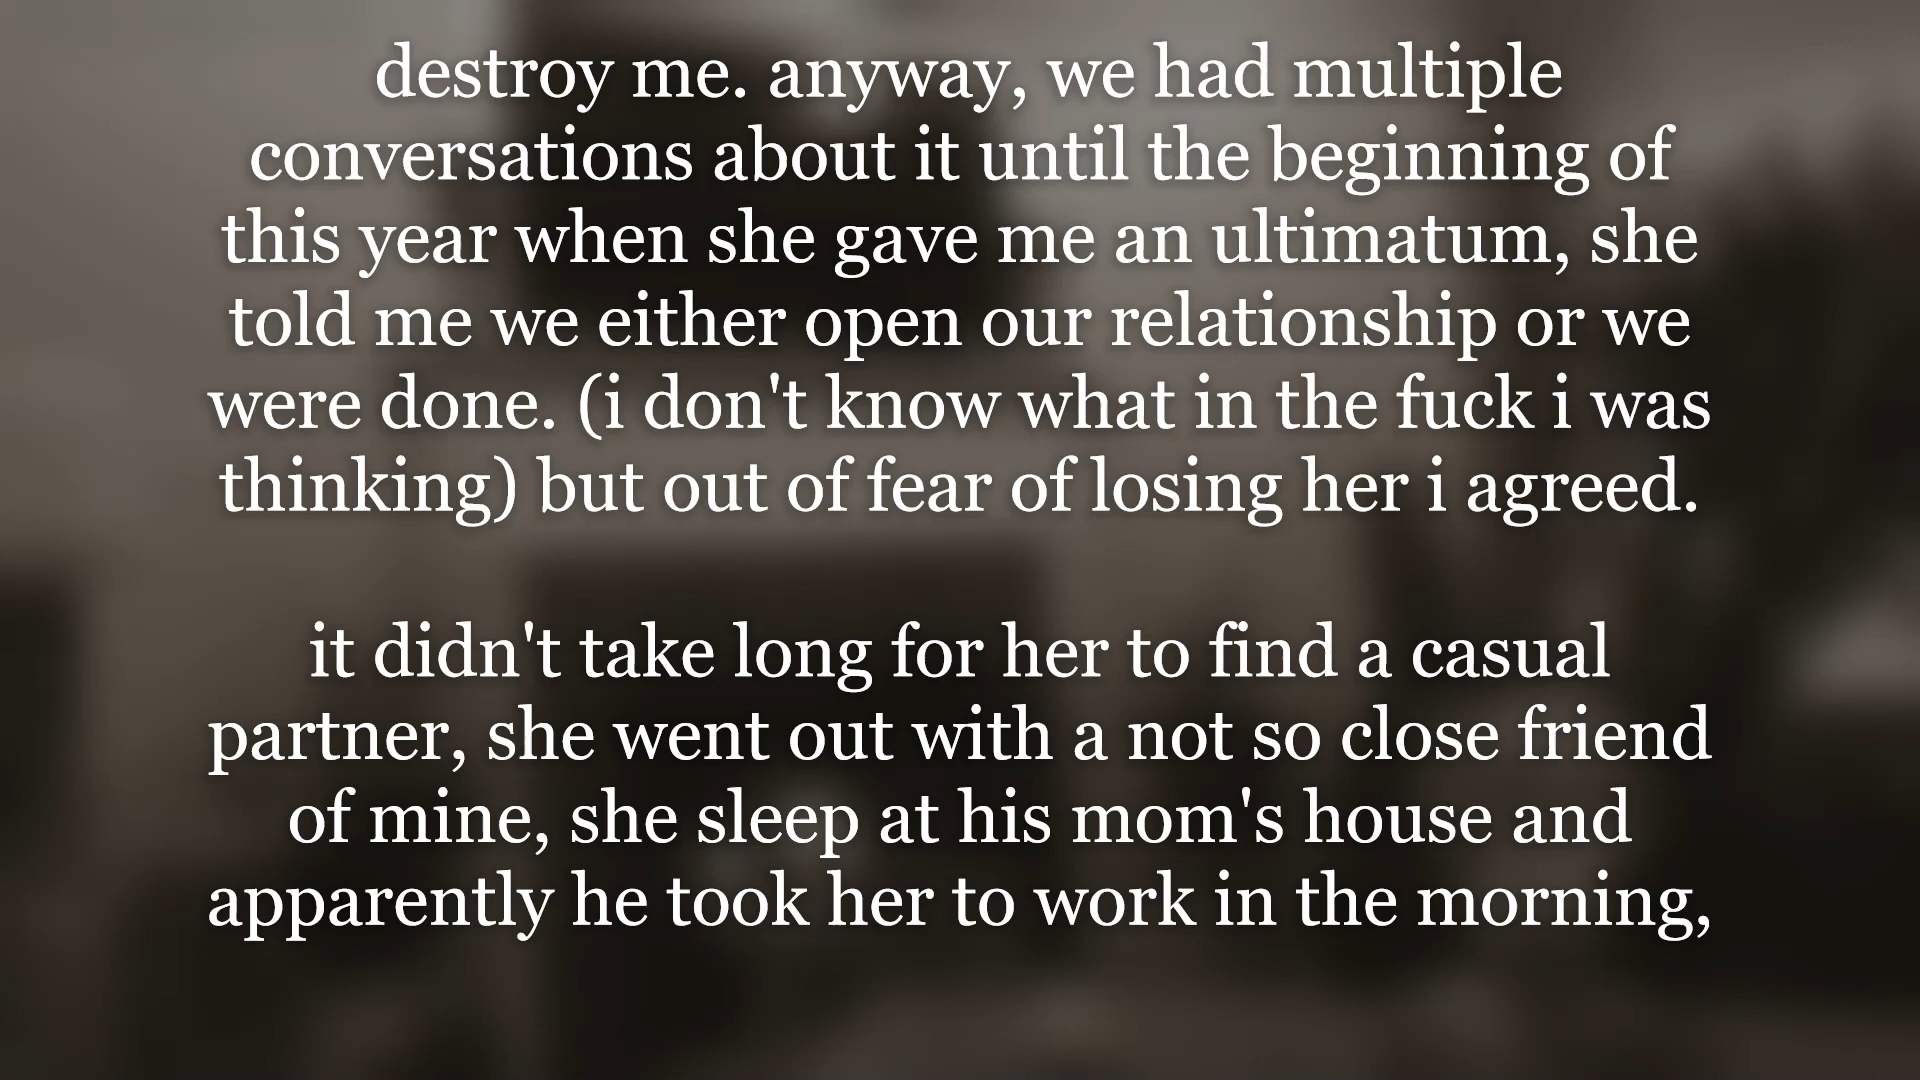 destroy me. anyway, we had multiple
conversations about it until the beginning of
this year when she gave me an ultimatum, she
told me we either open our relationship or we
were done. (i don't know what in the fuck i was
thinking) but out of fear of losing her i agreed.
it didn't take long for her to find a casual
partner, she went out with a not so close friend
of mine, she sleep at his mom's house and
apparently he took her to work in the morning,